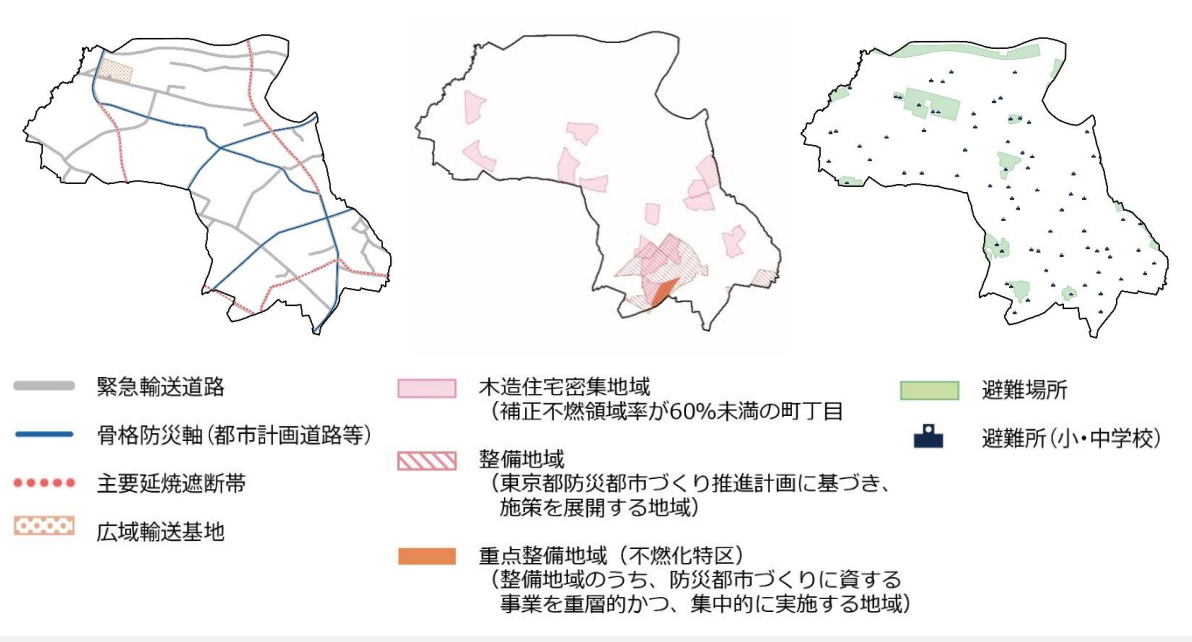 緊急輸送道路
骨格防災軸（都市計画道路等）
主要延焼遮断帯
広域輸送基地
木造住宅密集地域
（補正不燃領域率が60%未満の町丁目
整備地域
（東京都防災都市づくり推進計画に基づき、
施策を展開する地域）
重点整備地域（不燃化特区）
（整備地域のうち、防災都市づくりに資する
事業を重層的かつ、集中的に実施する地域）
避難場所
避難所（小・中学校）